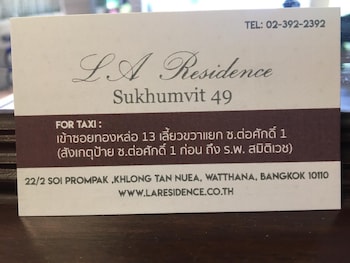 TEL: 02-392-2392
LA Residence
Sukhumvit 49
FOR TAXI :
เข้าซอยทองหล่อ 13 เลี้ยวขวาแยก ซ.ต่อศักดิ์ 1
(สังเกตุป้าย ซ.ต่อศักดิ์ 1 ก่อน ถึง ร.พ. สมิติเวช)
22/2 SOI PROMPAK ,KHLONG TAN NUEA, WATTHANA, BANGKOK 10110
WWW.LARESIDENCE.CO.TH